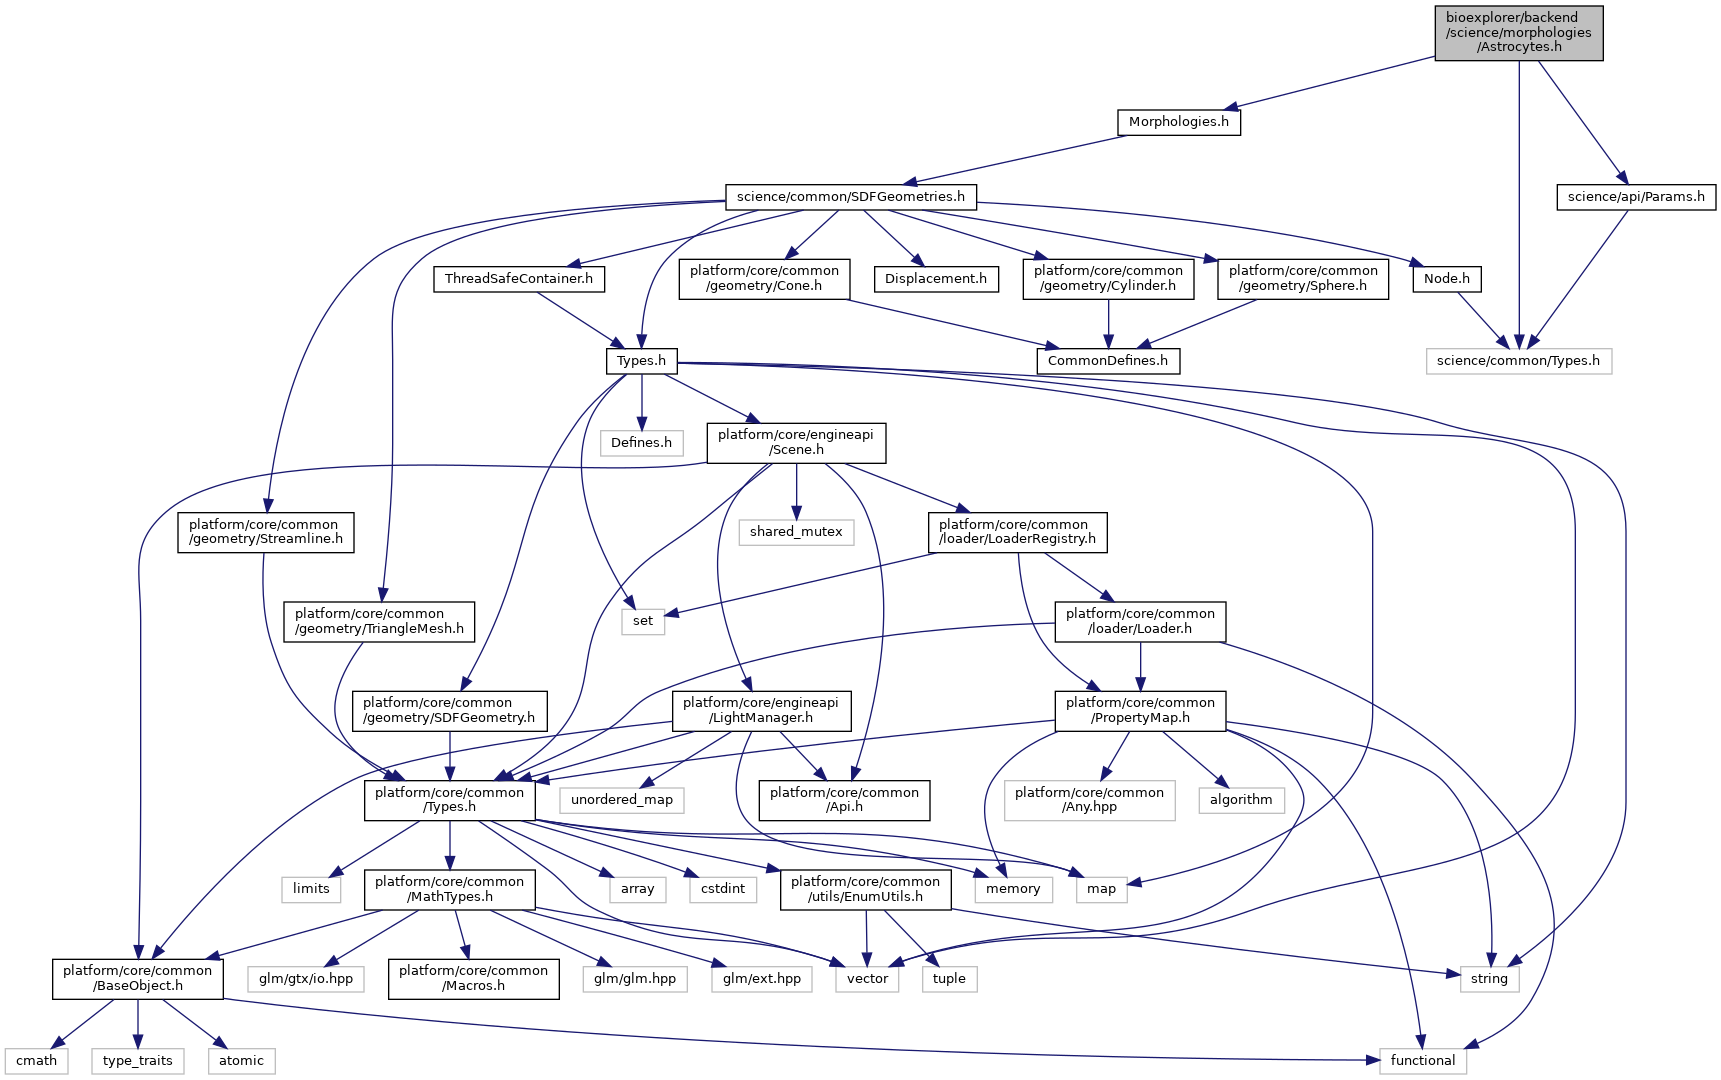 bioexplorer/backend
/science/morphologies
/Astrocytes.h
Morphologies.h
science/common/SDFGeometries.h
science/api/Params.h
ThreadSafeContainer.h
platform/core/common
/geometry/Cone.h
Displacement.h
platform/core/common
/geometry/Cylinder.h
platform/core/common
/geometry/Sphere.h
Node.h
Types.h
CommonDefines.h
science/common/Types.h
Defines.h
platform/core/engineapi
/Scene.h
platform/core/common
/geometry/Streamline.h
shared_mutex
platform/core/common
/loader/LoaderRegistry.h
platform/core/common
/geometry/TriangleMesh.h
set
platform/core/common
/loader/Loader.h
platform/core/common
/geometry/SDFGeometry.h
platform/core/engineapi
/LightManager.h
platform/core/common
/PropertyMap.h
platform/core/common
/Types.h
unordered_map
platform/core/common
/Api.h
platform/core/common
/Any.hpp
algorithm
limits
platform/core/common
/MathTypes.h
array
cstdint
platform/core/common
/utils/EnumUtils.h
memory
map
platform/core/common
/BaseObject.h
glm/gtx/io.hpp
platform/core/common
/Macros.h
glm/glm.hpp
glm/ext.hpp
vector
tuple
string
cmath
type_traits
atomic
functional